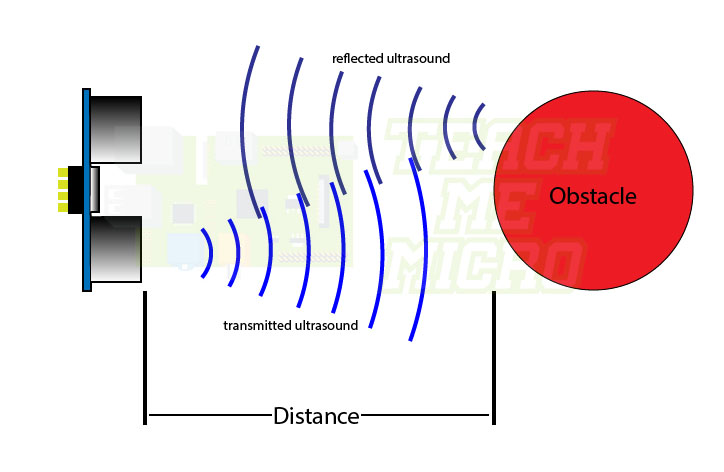 reflected ultrasound
TEACH
ME
MICRO
Obstacle
transmitted ultrasound
Distance